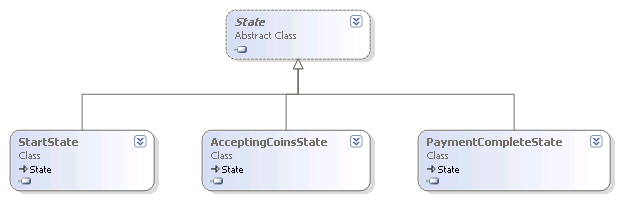 State
Abstract Class
StartState
Class
State
AcceptingCoinsState
Class
State
PaymentCompleteState
Class
State